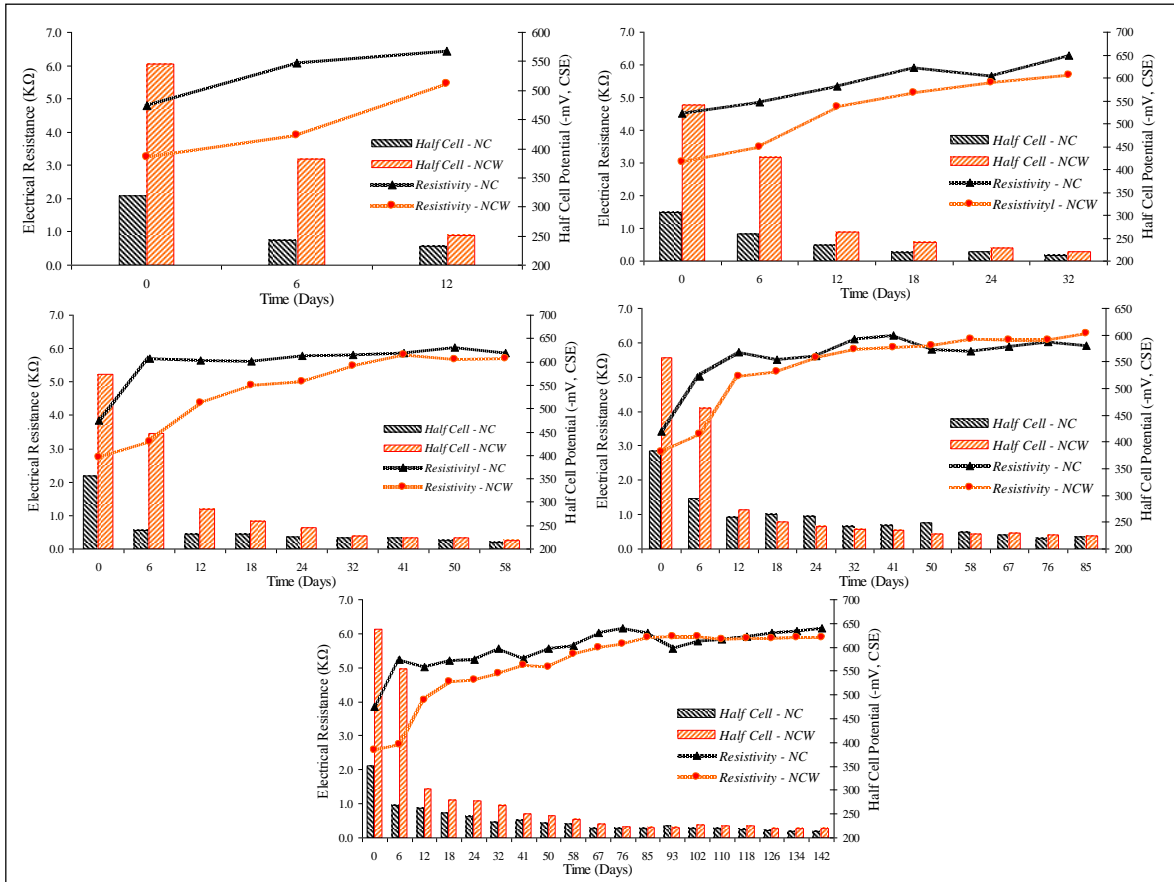 7.0
6.0
5.0
4.0
3.0
2.0
1.0
0.0
Electrical Resistance (KΩ)
600
550
500
450
400
350
300
250
200
Half Cell Potential (-mV, CSE)
Half Cell - NC
Half Cell - NCW
Resistivity - NC
Resistivity - NCW
0 6 12
Time (Days)
7.0
6.0
5.0
4.0
3.0
2.0
1.0
0.0
Electrical Resistance (KΩ)
700
650
600
550
500
450
400
350
300
250
200
Half Cell Potential (-mV, CSE)
Half Cell - NC
Half Cell - NCW
Resistivity - NC
Resistivityl - NCW
0 6 12 18 24 32
Time (Days)
7.0
6.0
5.0
4.0
3.0
2.0
1.0
0.0
Electrical Resistance (KΩ)
700
650
600
550
500
450
400
350
300
250
200
Half Cell Potential (-mV, CSE)
Half Cell - NC
Half Cell - NCW
Resistivityl - NC
Resistivity - NCW
0 6 12 18 24 32 41 50 58
Time (Days)
7.0
6.0
5.0
4.0
3.0
2.0
1.0
0.0
Electrical Resistance (KΩ)
650
600
550
500
450
400
350
300
250
200
Half Cell Potential (-mV, CSE)
Half Cell - NC
Half Cell - NCW
Resistivity - NC
Resistivity - NCW
0 6 12 18 24 32 41 50 58 67 76 85
Time (Days)
7.0
6.0
5.0
4.0
3.0
2.0
1.0
0.0
Electrical Resistance (KΩ)
700
650
600
550
500
450
400
350
300
250
200
Half Cell Potential (-mV, CSE)
Half Cell - NC
Half Cell - NCW
Resistivity - NC
Resistivity - NCW
0 6 12 18 24 32 41 50 58 67 76 85 93 102 110 118 126 134 142
Time (Days)